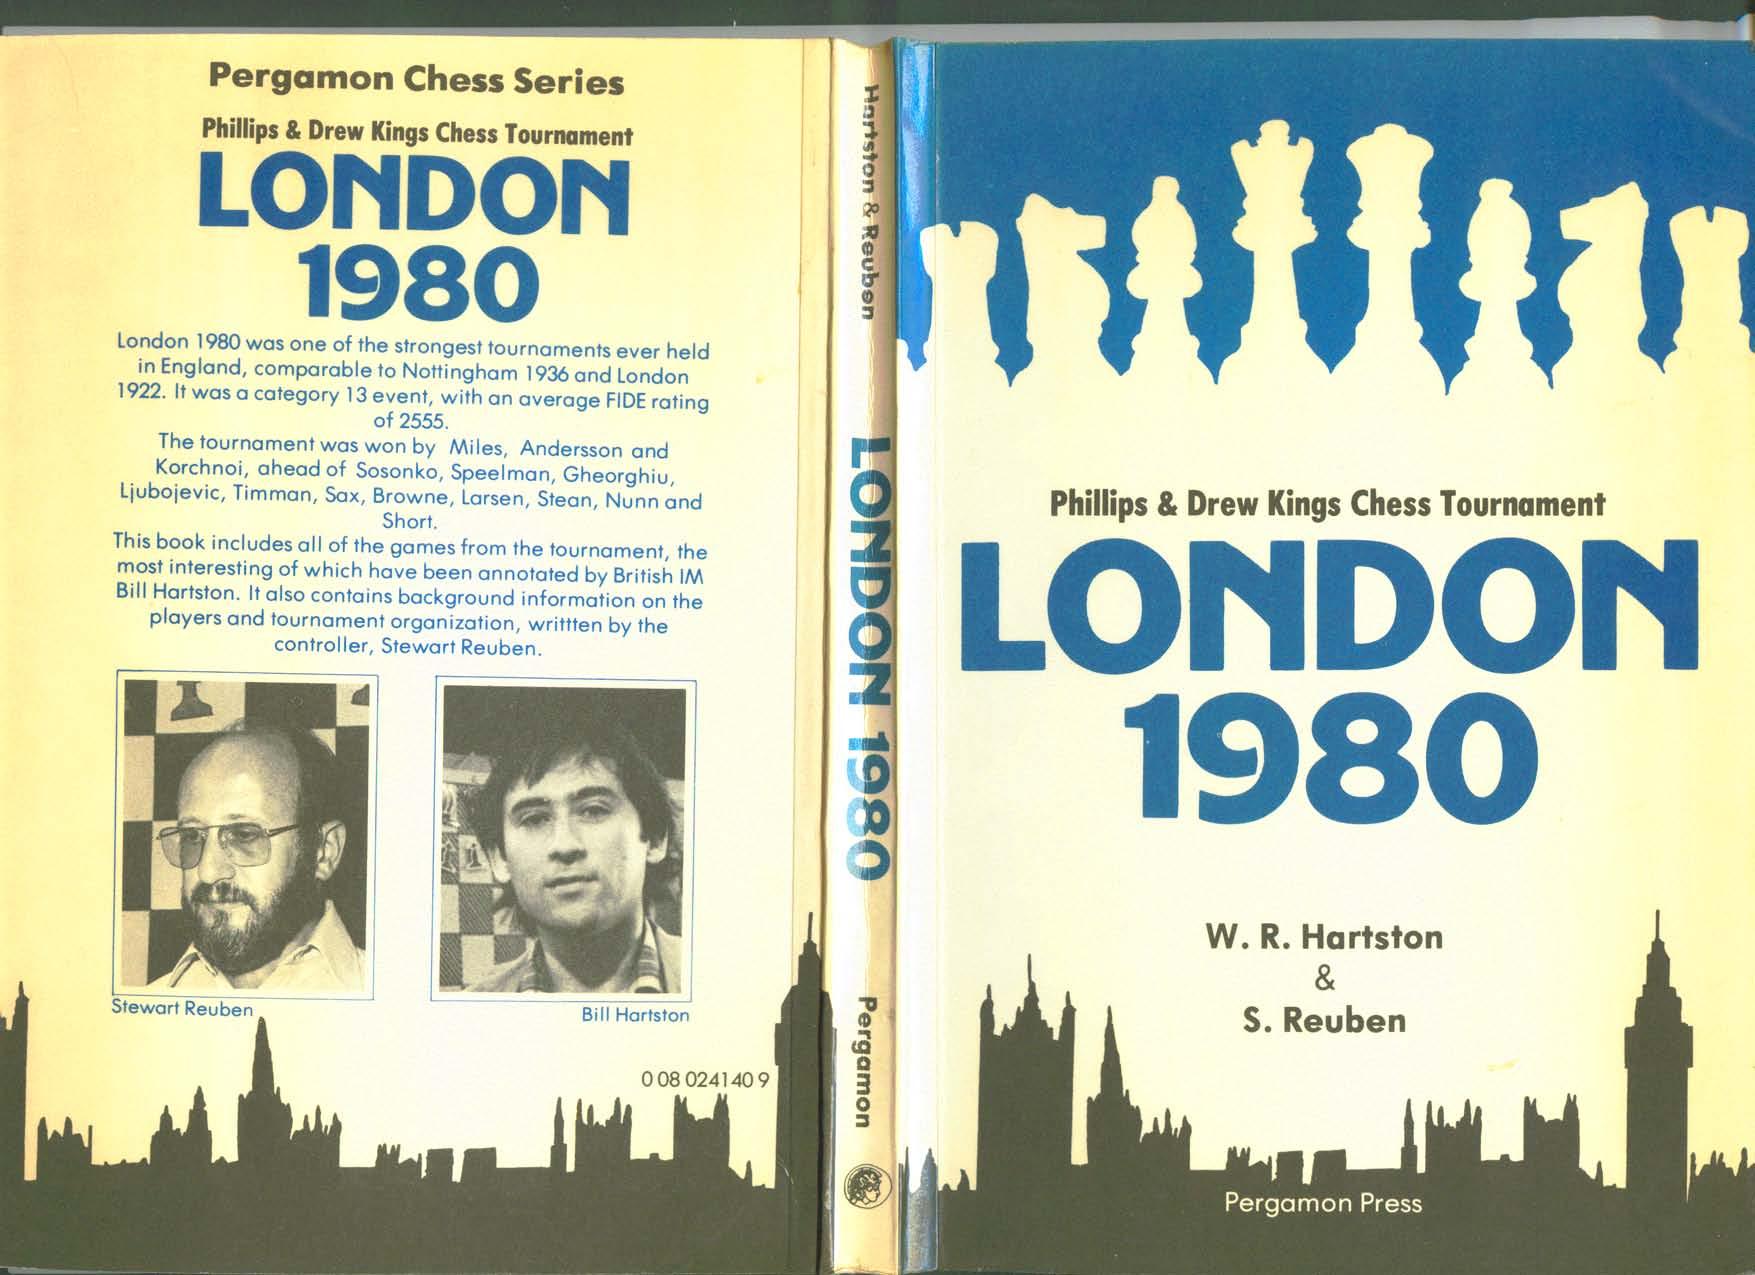 Pergamon Chess Series
Phillips & Drew Kings Chess Tournament
LONDON
1980
London 1980 was one of the strongest tournaments ever held
in England, comparable to Nottingham 1936 and London
1922. It was a category 13 event, with an average FIDE rating
of 2555.
The tournament was won by Miles, Andersson and
Korchnoi, ahead of Sosonko, Speelman, Gheorghiu,
Ljubojevic, Timman, Sax, Browne, Larsen, Stean, Nunn and
Short.
This book includes all of the games from the tournament, the
most interesting of which have been annotated by British IM
Bill Hartston. It also contains background information on the
players and tournament organization, writtten by the
controller, Stewart Reuben.
Stewart Reuben
Bill Hartston
0 08 024140 9
Hartston & Reuben
LONDON 1980
Pergamon
Phillips & Drew Kings Chess Tournament
LONDON
1980
W. R. Hartston
&
S. Reuben
Pergamon Press